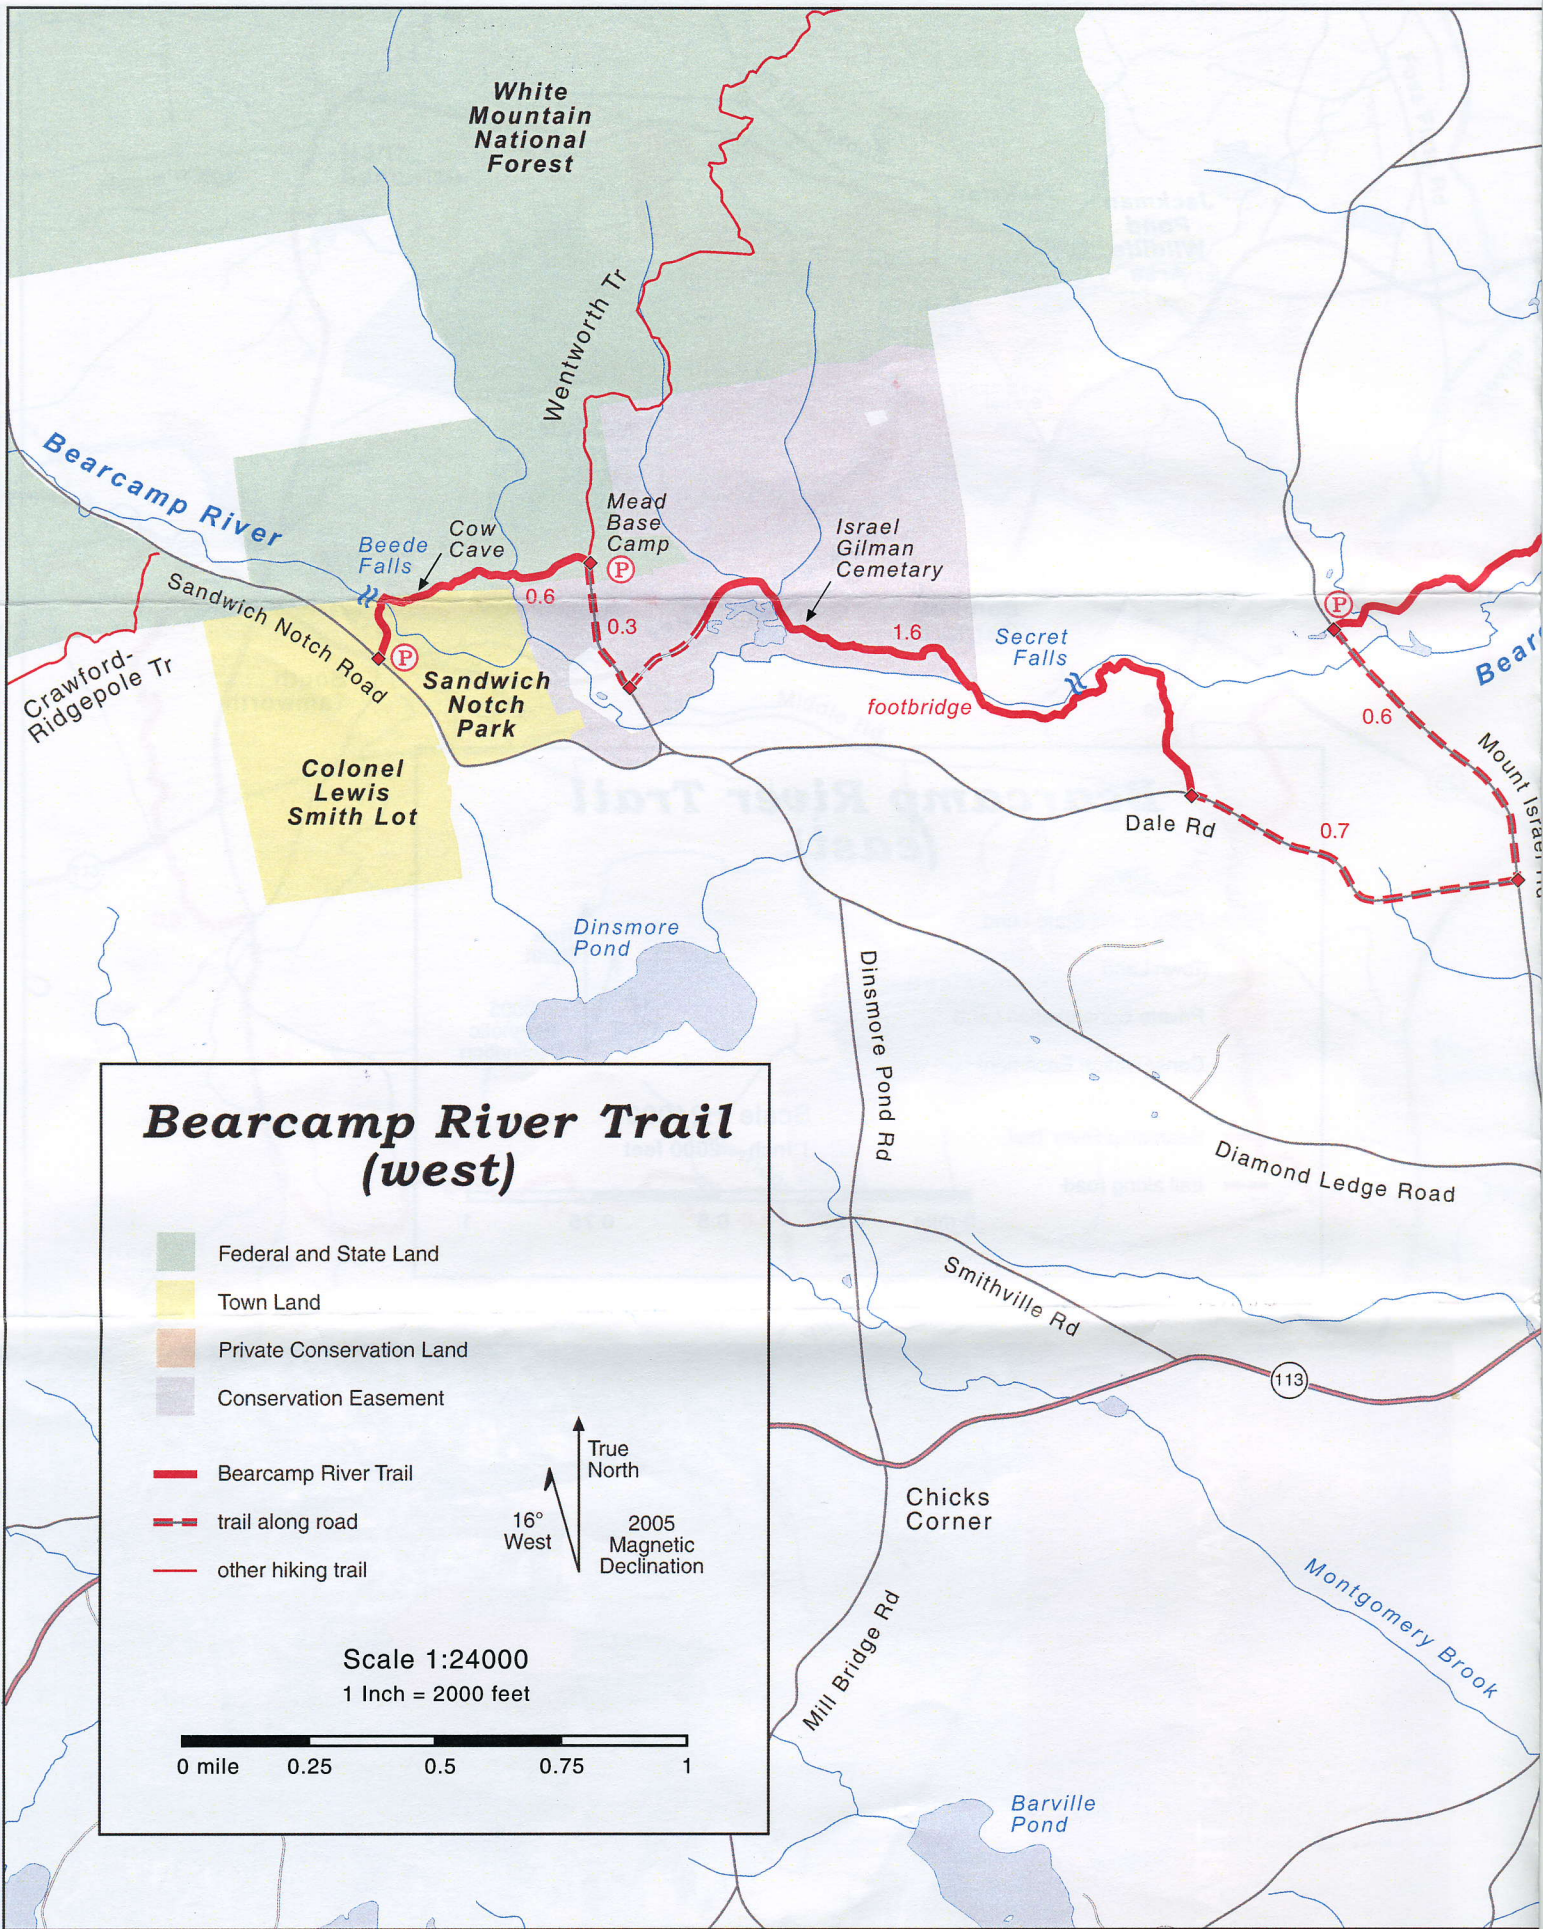 White
Mountain
National
Forest
Wentworth Tr
Bearcamp River
Beede
Falls
Cow
Cave
Mead
Base
Camp
P
Israel
Gilman
Cemetary
0.6
0.3
1.6
Sandwich Notch Road
P
Crawford-
Ridgepole Tr
Sandwich
Notch
Park
Colonel
Lewis
Smith Lot
Secret
Falls
footbridge
P
0.6
Mount Israel Rd
Dale Rd
0.7
Dinsmore
Pond
Dinsmore Pond Rd
Diamond Ledge Road
Smithville Rd
113
Chicks
Corner
Mill Bridge Rd
Montgomery Brook
Barville
Pond
Bearcamp River Trail
(west)
Federal and State Land
Town Land
Private Conservation Land
Conservation Easement
Bearcamp River Trail
trail along road
other hiking trail
True
North
16°
West
2005
Magnetic
Declination
Scale 1:24000
1 Inch = 2000 feet
0 mile 0.25 0.5 0.75 1